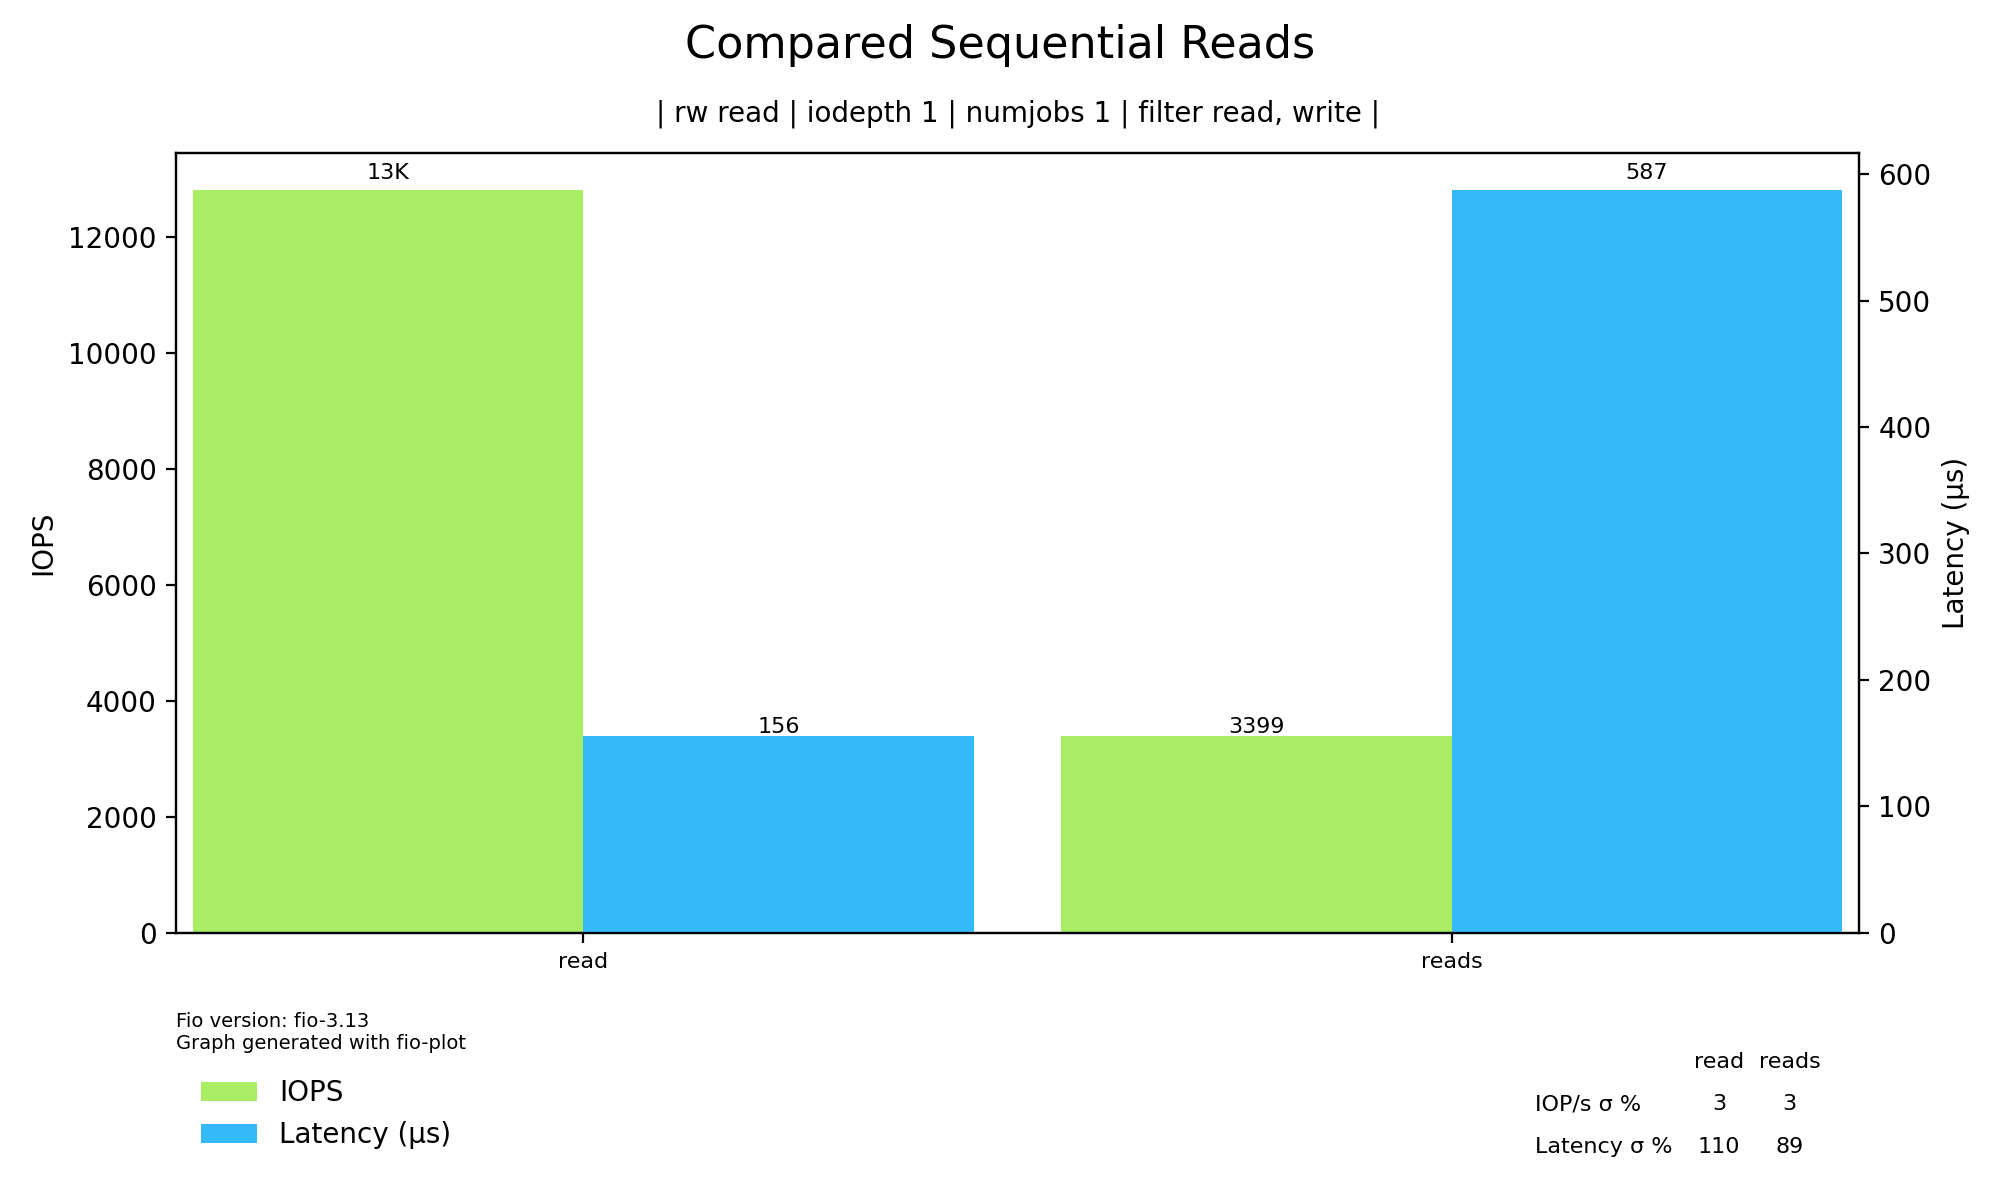 Compared Sequential Reads
| rw read | iodepth 1 | numjobs 1 | filter read, write |
13K
587
12000
10000
8000
6000
4000
2000
0
IOPS
156
3399
600
500
400
300
200
100
0
Latency (µs)
read
reads
Fio version: fio-3.13
Graph generated with fio-plot
IOPS
Latency (µs)
read reads
IOP/s σ % 3 3
Latency σ % 110 89